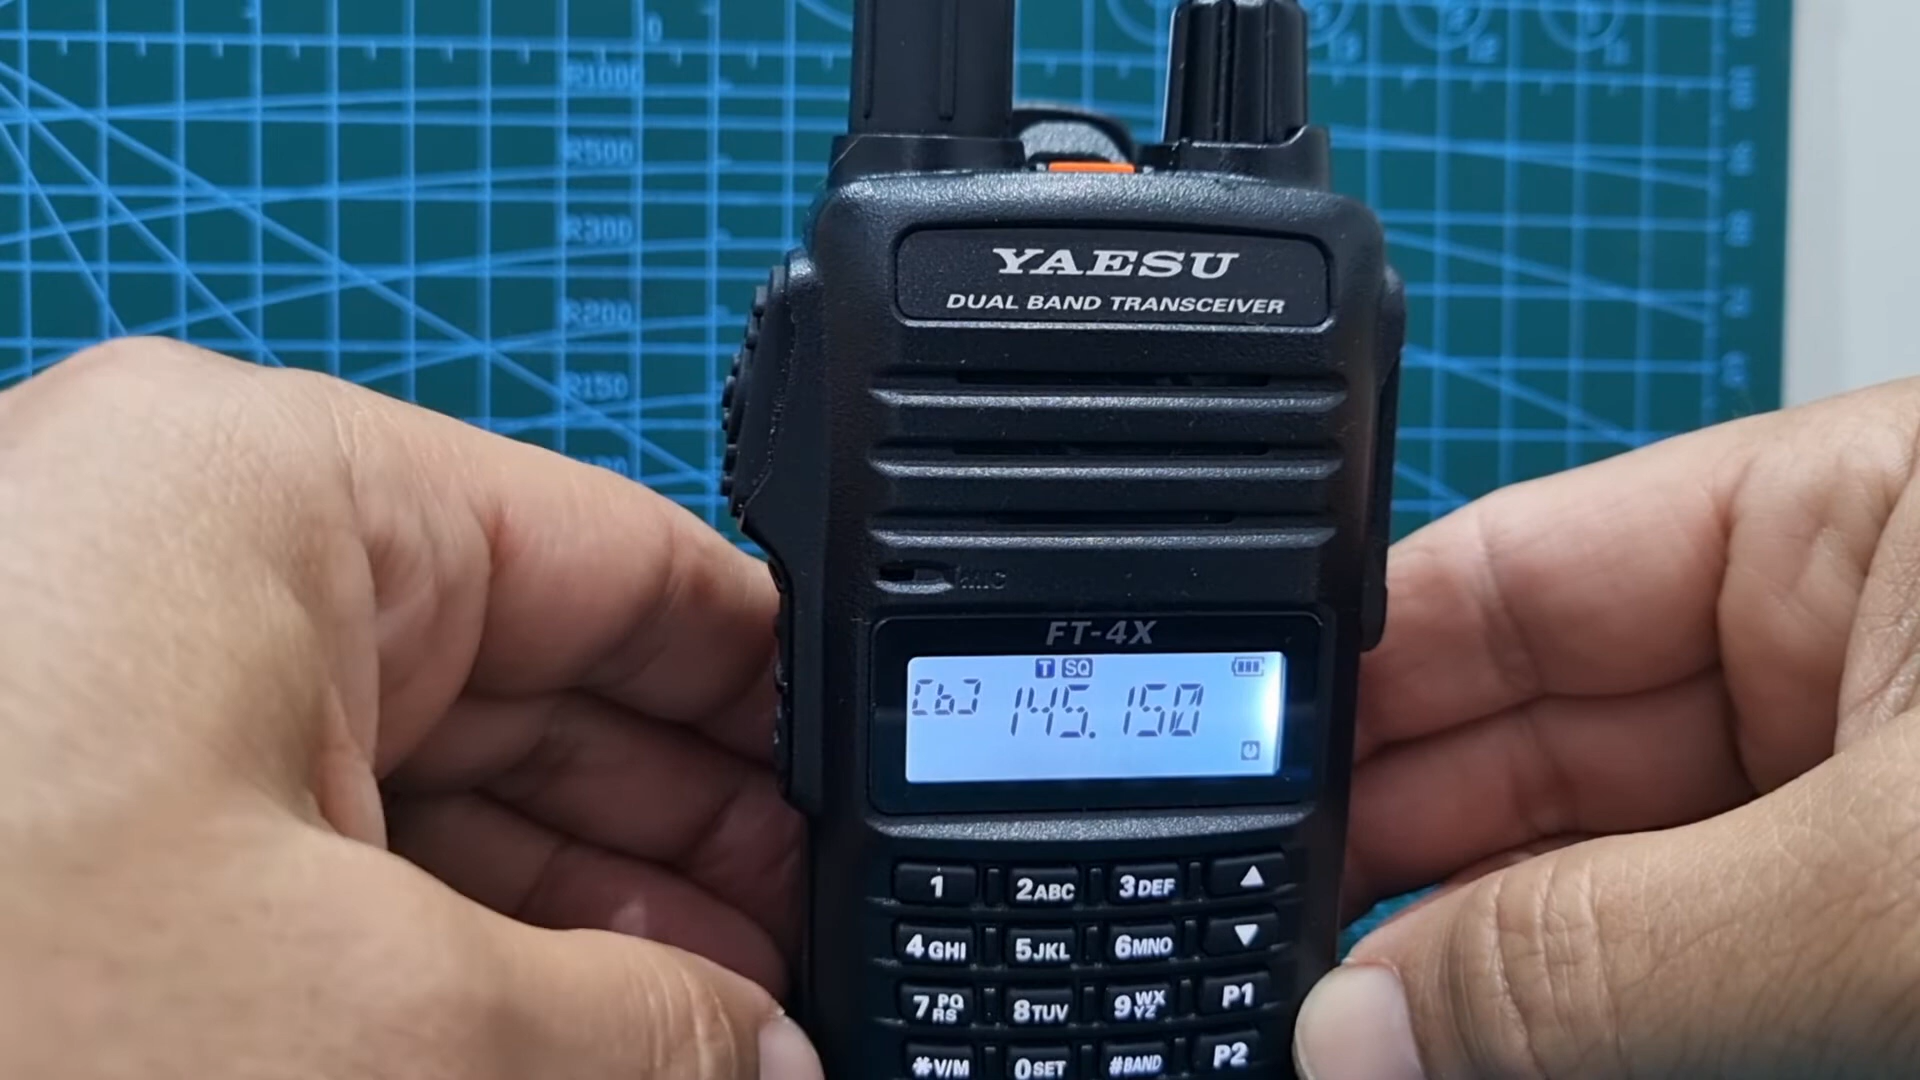 0
R1000
R500
R300
R200
R150
YAESU
DUAL BAND TRANSCEIVER
MIC
FT-4X
T SQ
[b] 145.150
1 2ABC 3DEF ▲
4GHI 5JKL 6MNO ▼
7PQRS 8TUV 9WXYZ P1
*V/M 0SET #BAND P2